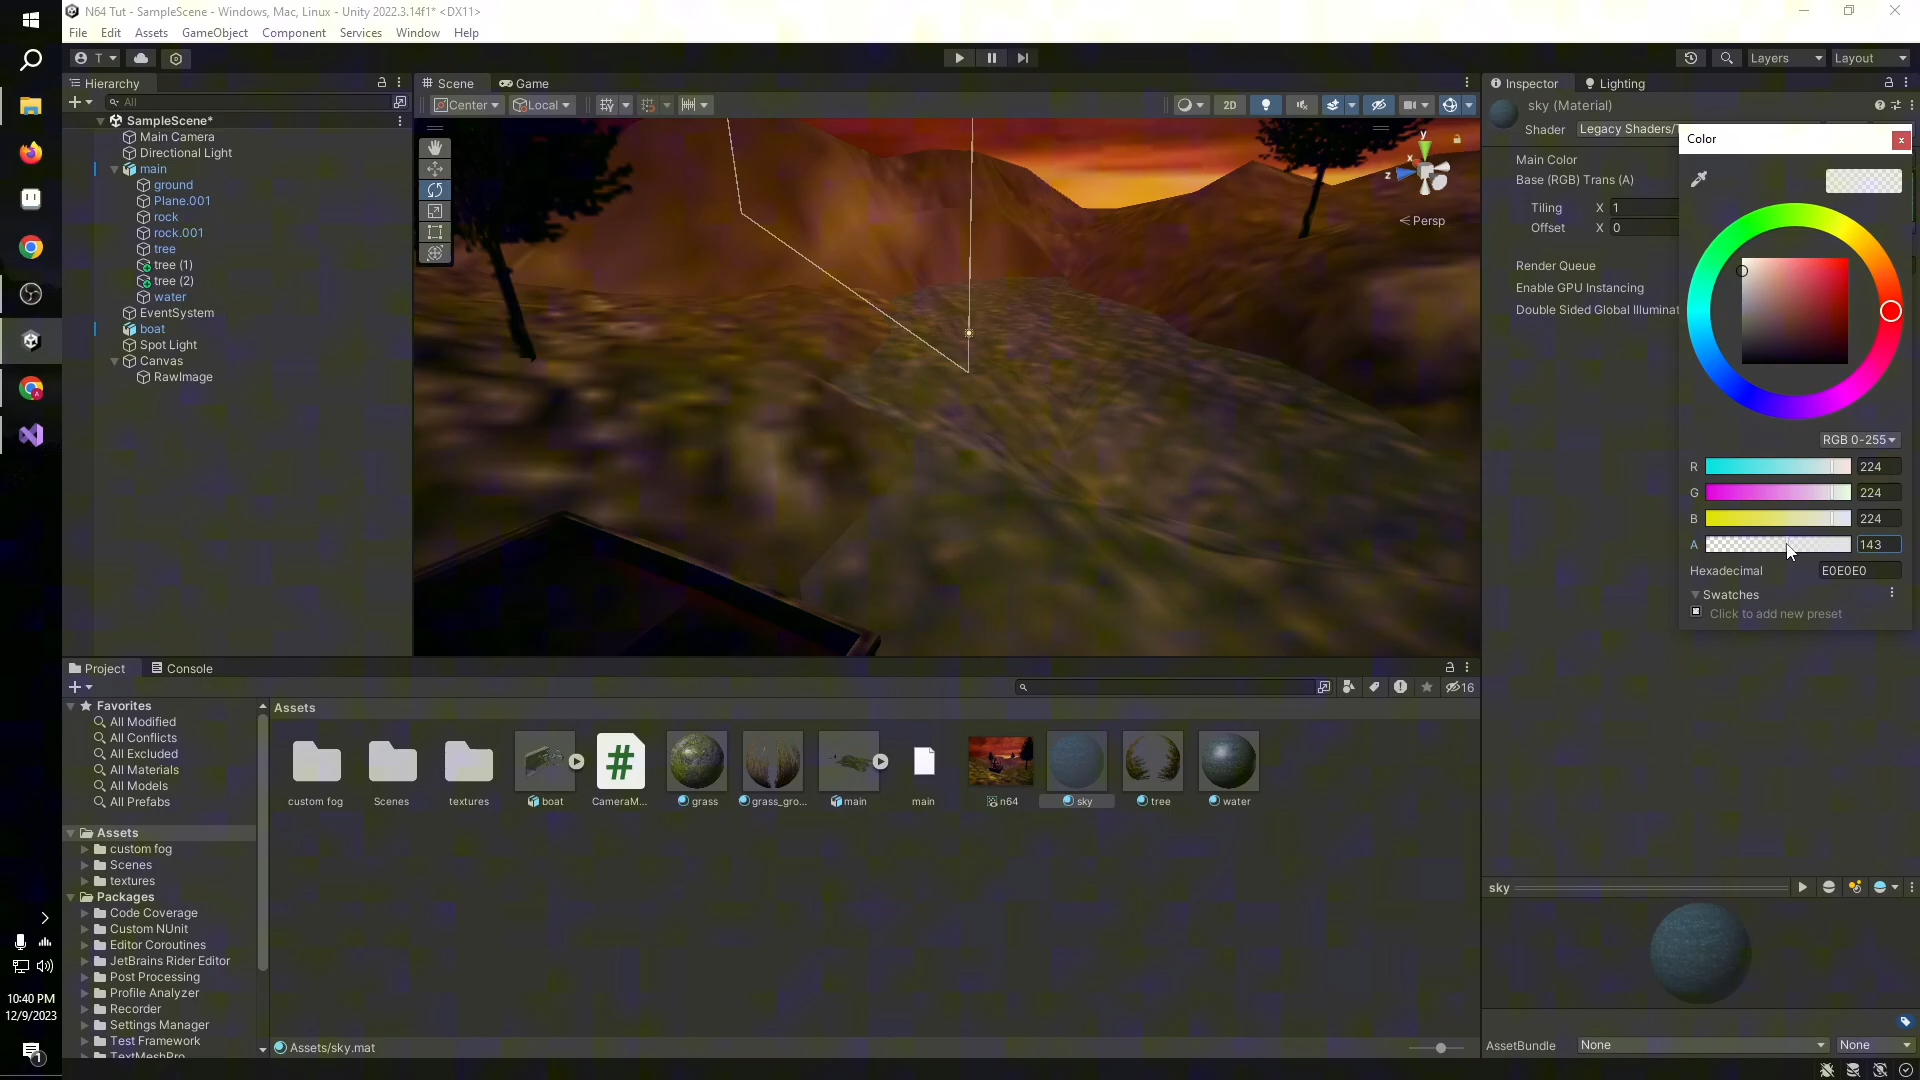 N64 Tut - SampleScene - Windows, Mac, Linux - Unity 2022.3.14f1* <DX11>
File Edit Assets GameObject Component Services Window Help
T Layers Layout
Hierarchy
All
SampleScene*
Main Camera
Directional Light
main
ground
Plane.001
rock
rock.001
tree
tree (1)
tree (2)
water
EventSystem
boat
Spot Light
Canvas
RawImage
Scene Game
Center Local 2D
y
x
z
< Persp
Inspector Lighting
sky (Material)
Shader Legacy Shaders/T
Main Color
Base (RGB) Trans (A)
Tiling X 1
Offset X 0
Render Queue
Enable GPU Instancing
Double Sided Global Illuminat
Color
x
RGB 0-255
R 224
G 224
B 224
A 143
Hexadecimal E0E0E0
Swatches
Click to add new preset
Project Console
16
Favorites
All Modified
All Conflicts
All Excluded
All Materials
All Models
All Prefabs
Assets
custom fog
Scenes
textures
Packages
Code Coverage
Custom NUnit
Editor Coroutines
JetBrains Rider Editor
Post Processing
Profile Analyzer
Recorder
Settings Manager
Test Framework
TextMeshPro
Assets
#
custom fog Scenes textures boat CameraM... grass grass_gro... main main n64 sky tree water
Assets/sky.mat
sky
AssetBundle None None
10:40 PM
12/9/2023
1